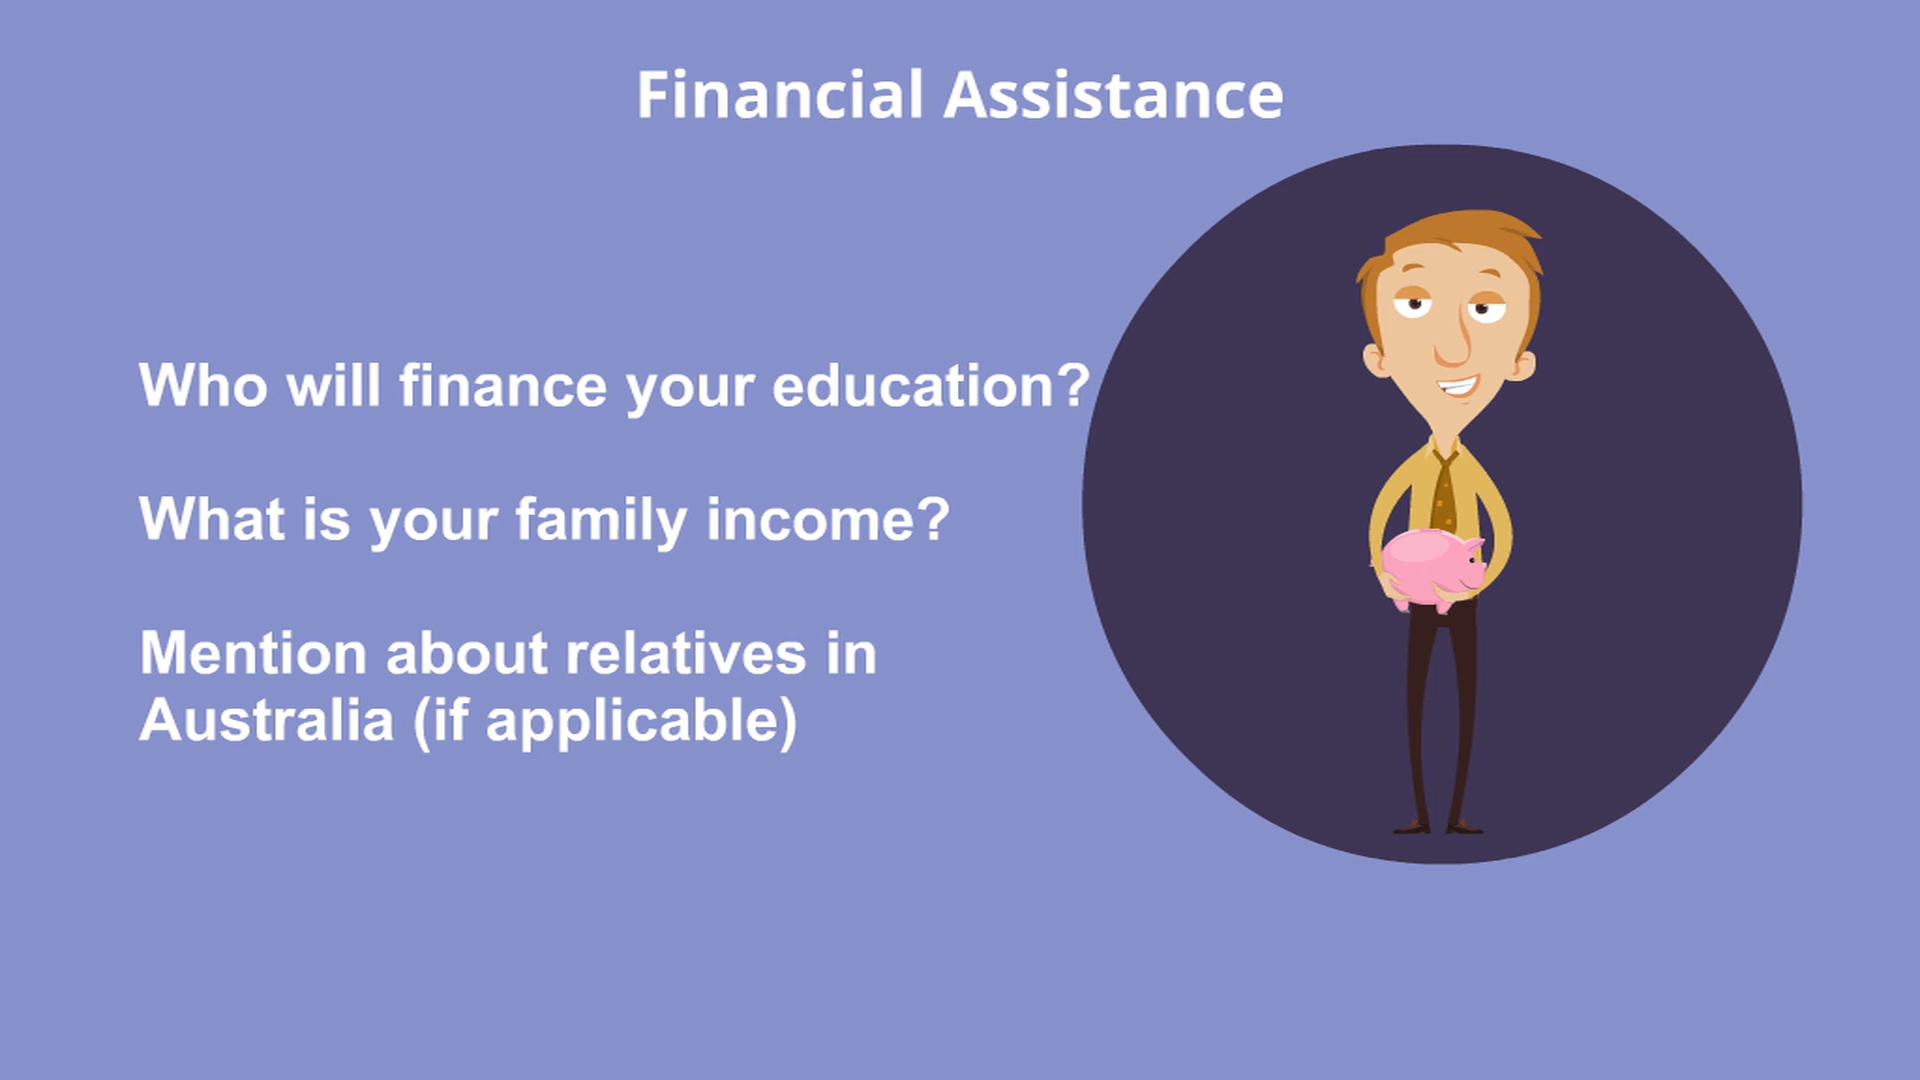 Financial Assistance
Who will finance your education?
What is your family income?
Mention about relatives in
Australia (if applicable)